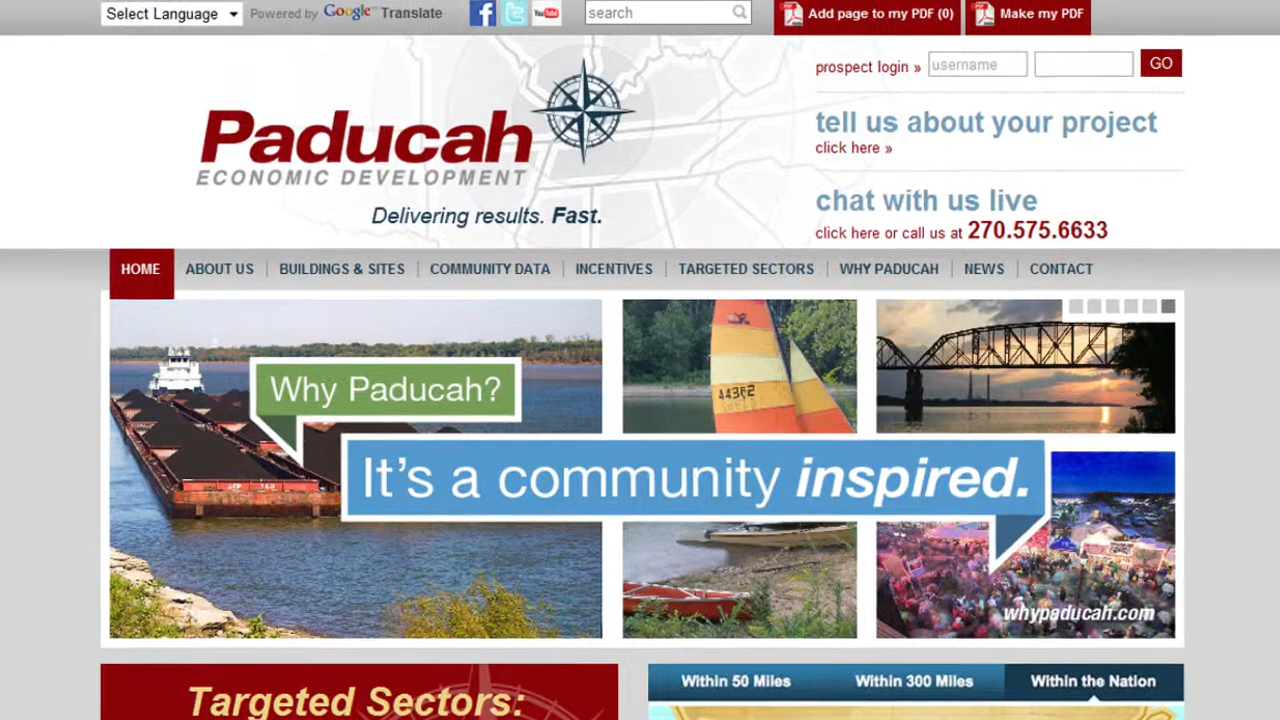 Select Language
Powered by Google™ Translate
search
Add page to my PDF (0)
Make my PDF
prospect login »
username
GO
Paducah
ECONOMIC DEVELOPMENT
Delivering results. Fast.
tell us about your project
click here »
chat with us live
click here or call us at 270.575.6633
HOME
ABOUT US
BUILDINGS & SITES
COMMUNITY DATA
INCENTIVES
TARGETED SECTORS
WHY PADUCAH
NEWS
CONTACT
Why Paducah?
It's a community inspired.
44362
whypaducah.com
Targeted Sectors:
Within 50 Miles
Within 300 Miles
Within the Nation